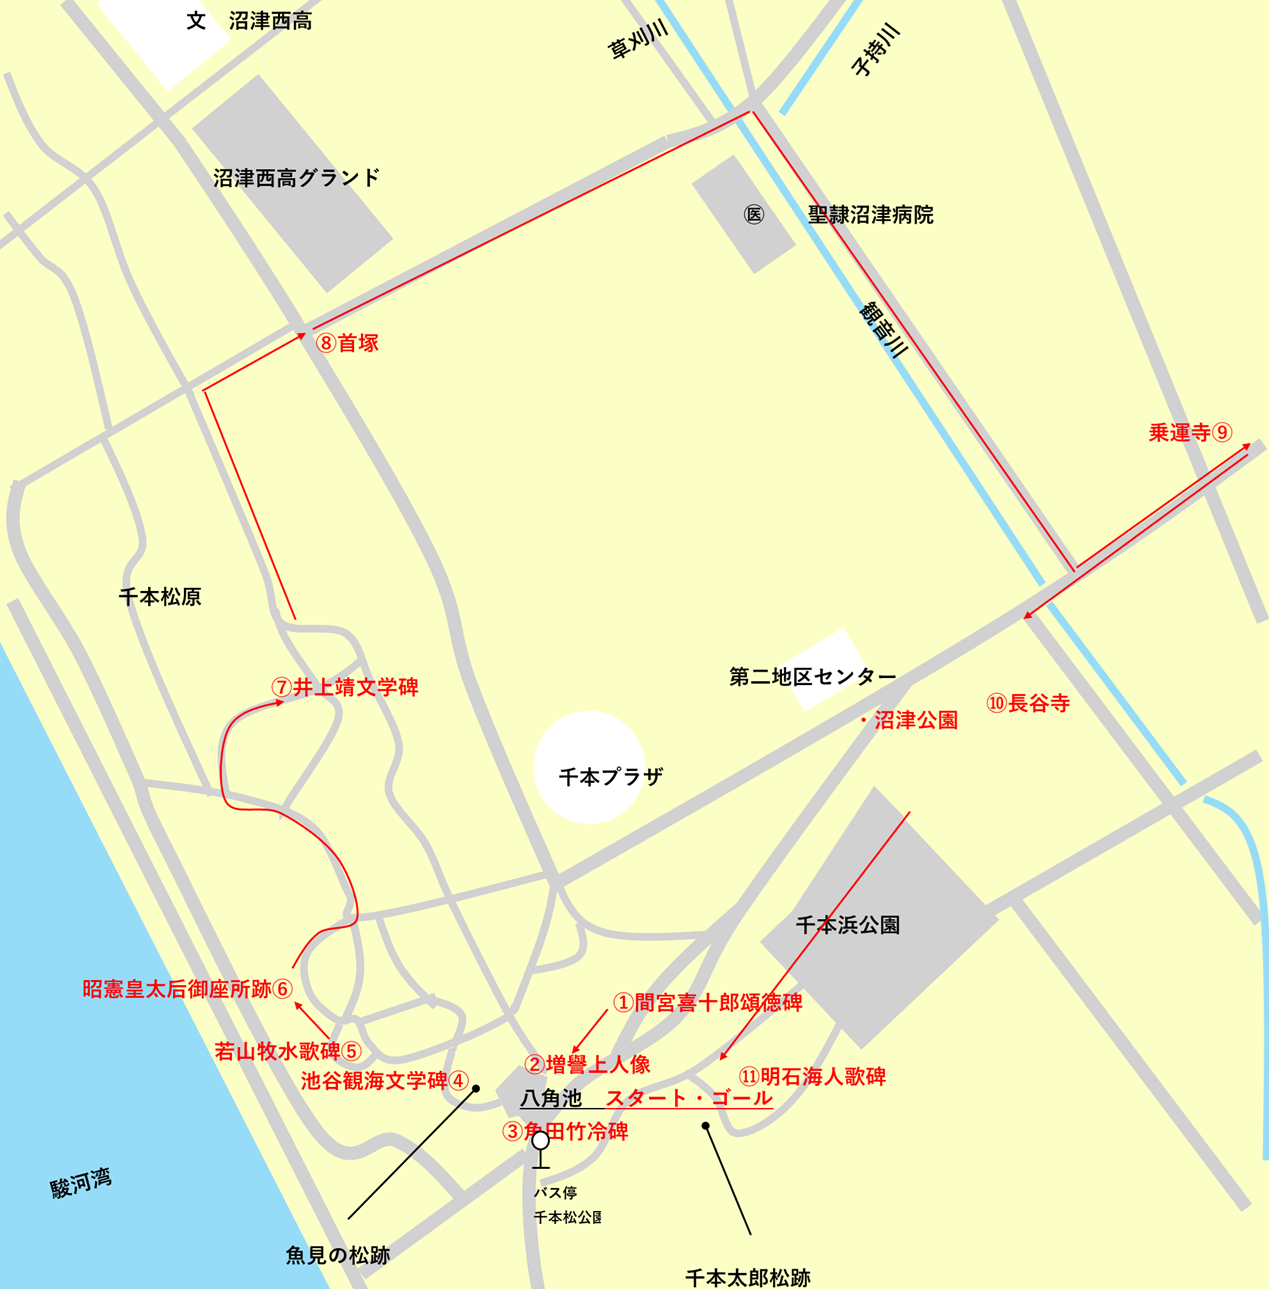 文 沼津西高
草刈川
子持川
沼津西高グランド
医 聖隷沼津病院
観音川
⑧首塚
乗運寺⑨
千本松原
⑦井上靖文学碑
第二地区センター
・沼津公園
⑩長谷寺
千本プラザ
千本浜公園
昭憲皇太后御座所跡⑥
①間宮喜十郎頌徳碑
若山牧水歌碑⑤
②増誉上人像
池谷観海文学碑④
⑪明石海人歌碑
八角池 スタート・ゴール
③角田竹冷碑
駿河湾
バス停
千本松公園
魚見の松跡
千本太郎松跡